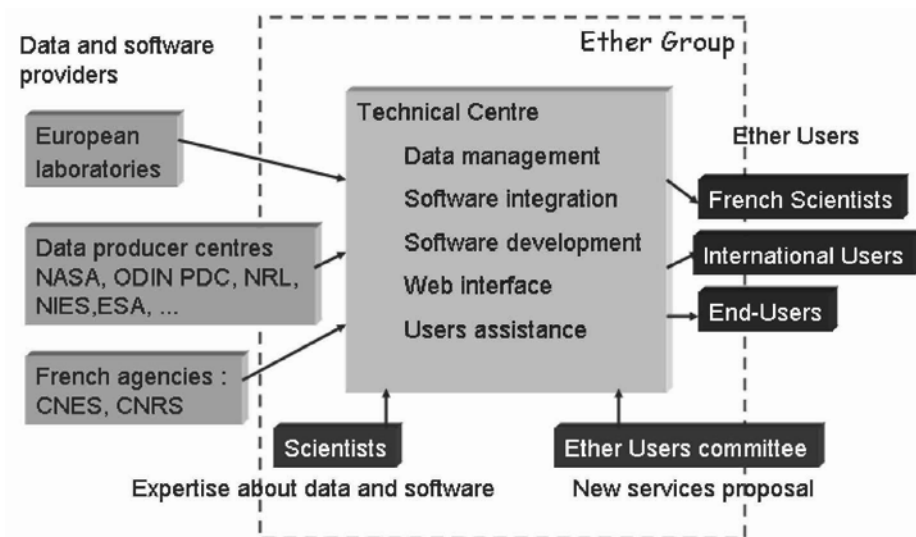 Data and software
providers
Ether Group
European
laboratories
Data producer centres
NASA, ODIN PDC, NRL,
NIES,ESA, ...
French agencies :
CNES, CNRS
Technical Centre
Data management
Software integration
Software development
Web interface
Users assistance
Ether Users
French Scientists
International Users
End-Users
Scientists
Expertise about data and software
Ether Users committee
New services proposal